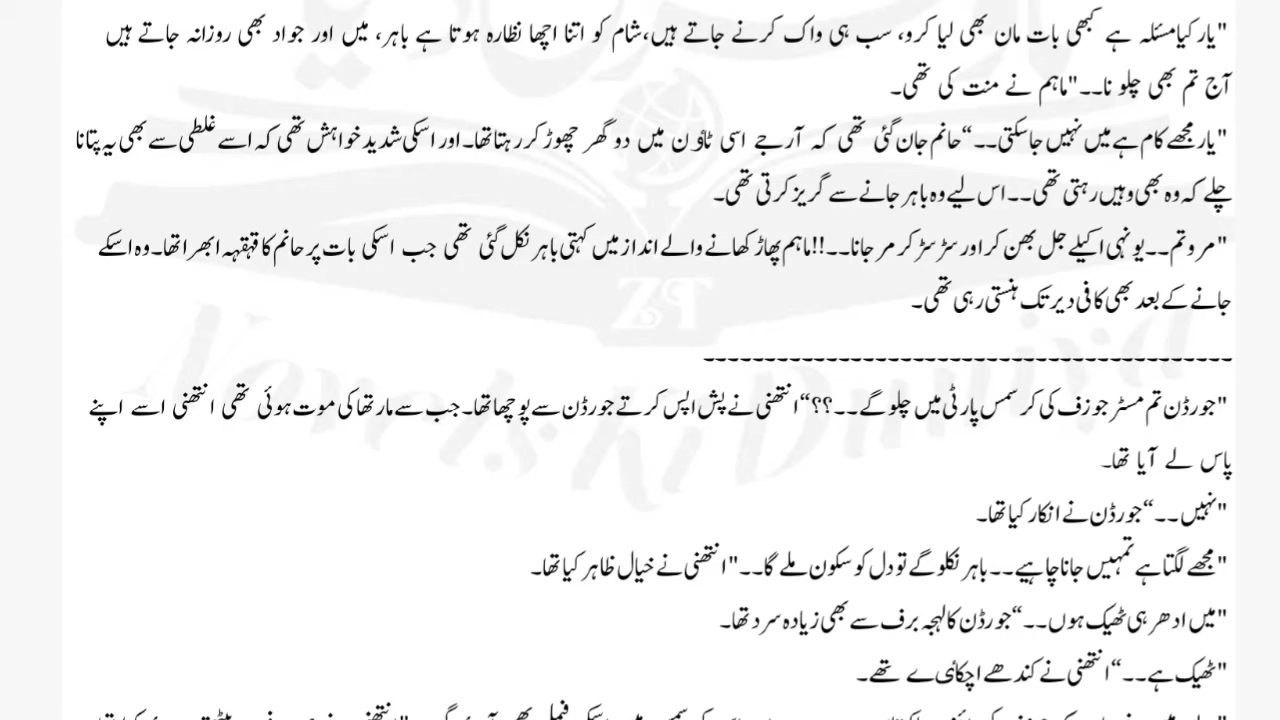 "یار کیا مسئلہ ہے کبھی بات مان بھی لیا کرو، سب ہی واک کرنے جاتے ہیں،شام کو اتنا اچھا نظارہ ہوتا ہے باہر، میں اور جواد بھی روزانہ جاتے ہیں
آج تم بھی چلو نا۔۔"ماہم نے منت کی تھی۔
"یار مجھے کام ہے میں نہیں جا سکتی۔۔“حانم جان گئی تھی کہ آرجے اسی ٹاؤن میں دو گھر چھوڑ کر رہتا تھا۔اور اسکی شدید خواہش تھی کہ اسے غلطی سے بھی یہ پتا نا
چلے کہ وہ بھی وہیں رہتی تھی۔۔اس لیے وہ باہر جانے سے گریز کرتی تھی۔
"مرو تم۔۔یونہی اکیلے جل بھن کر اور سڑ سڑ کر مر جانا۔۔!!ماہم پھاڑ کھانے والے انداز میں کہتی باہر نکل گئی تھی جب اسکی بات پر حانم کا قہقہہ ابھرا تھا۔وہ اسکے
جانے کے بعد بھی کافی دیر تک ہنستی رہی تھی۔
Novels Ki Duniya
"جورڈن تم مسٹر جوزف کی کرسمس پارٹی میں چلو گے۔۔؟؟“انتھنی نے پش اپس کرتے جورڈن سے پوچھا تھا۔جب سے مارتھا کی موت ہوئی تھی انتھنی اسے اپنے
پاس لے آیا تھا۔
"نہیں۔۔“جورڈن نے انکار کیا تھا۔
"مجھے لگتا ہے تمہیں جانا چاہیے۔۔باہر نکلو گے تو دل کو سکون ملے گا۔۔"انتھنی نے خیال ظاہر کیا تھا۔
"میں ادھر ہی ٹھیک ہوں۔۔“جورڈن کا لہجہ برف سے بھی زیادہ سرد تھا۔
"ٹھیک ہے۔۔“انتھنی نے کندھے اچکائے تھے۔